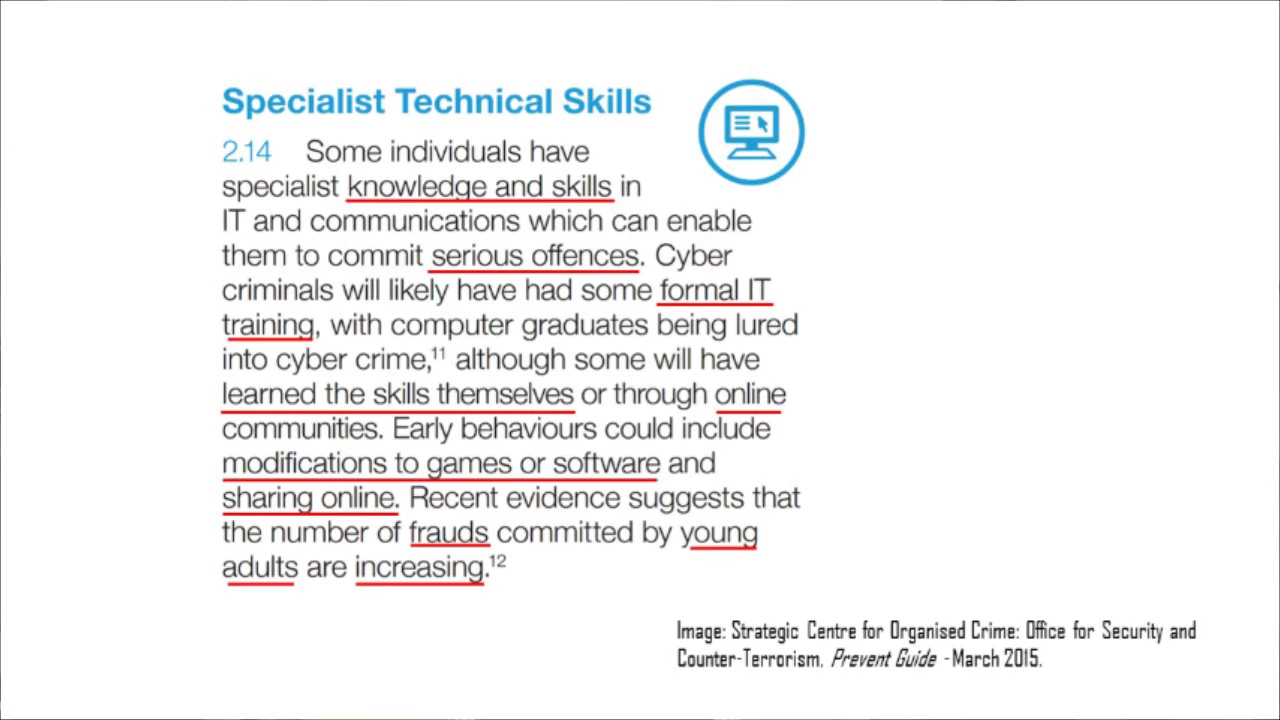 Specialist Technical Skills
2.14 Some individuals have
specialist knowledge and skills in
IT and communications which can enable
them to commit serious offences. Cyber
criminals will likely have had some formal IT
training, with computer graduates being lured
into cyber crime,¹¹ although some will have
learned the skills themselves or through online
communities. Early behaviours could include
modifications to games or software and
sharing online. Recent evidence suggests that
the number of frauds committed by young
adults are increasing.¹²
Image: Strategic Centre for Organised Crime: Office for Security and
Counter-Terrorism, Prevent Guide - March 2015.